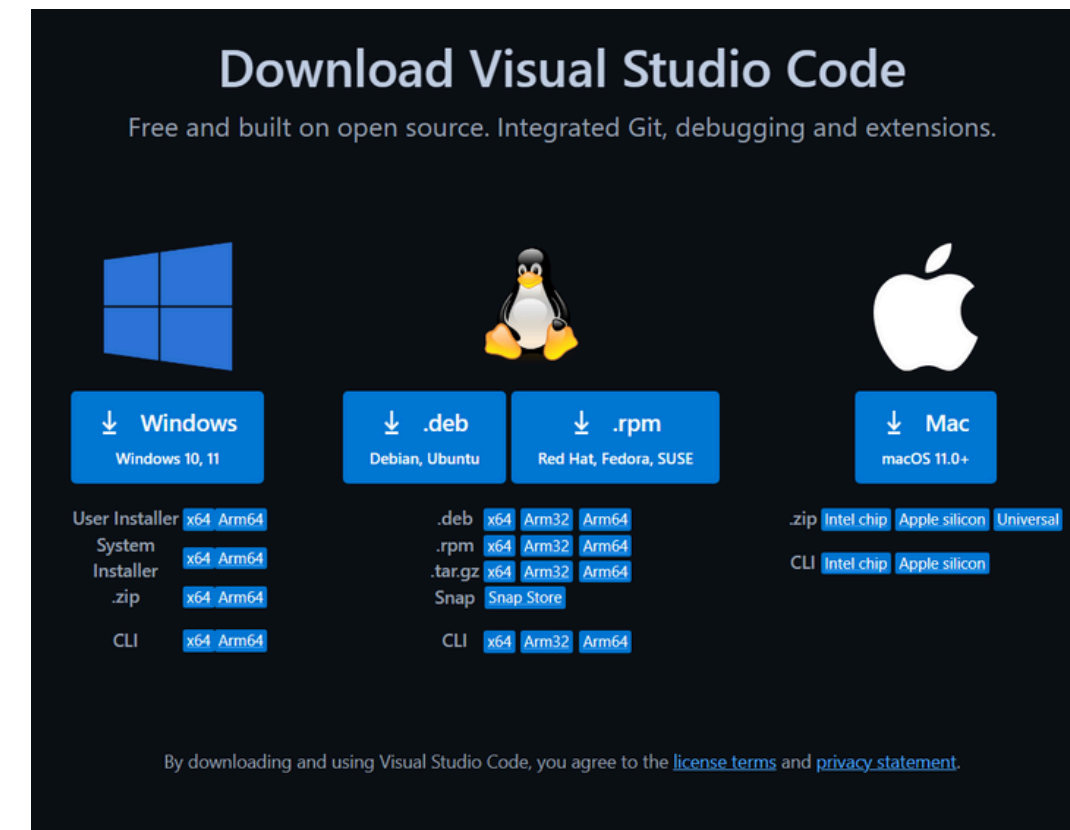 Download Visual Studio Code
Free and built on open source. Integrated Git, debugging and extensions.
Windows
Windows 10, 11
User Installer x64 Arm64
System
Installer x64 Arm64
.zip x64 Arm64
CLI x64 Arm64
.deb
Debian, Ubuntu
.rpm
Red Hat, Fedora, SUSE
.deb x64 Arm32 Arm64
.rpm x64 Arm32 Arm64
.tar.gz x64 Arm32 Arm64
Snap Snap Store
CLI x64 Arm32 Arm64
Mac
macOS 11.0+
.zip Intel chip Apple silicon Universal
CLI Intel chip Apple silicon
By downloading and using Visual Studio Code, you agree to the license terms and privacy statement.